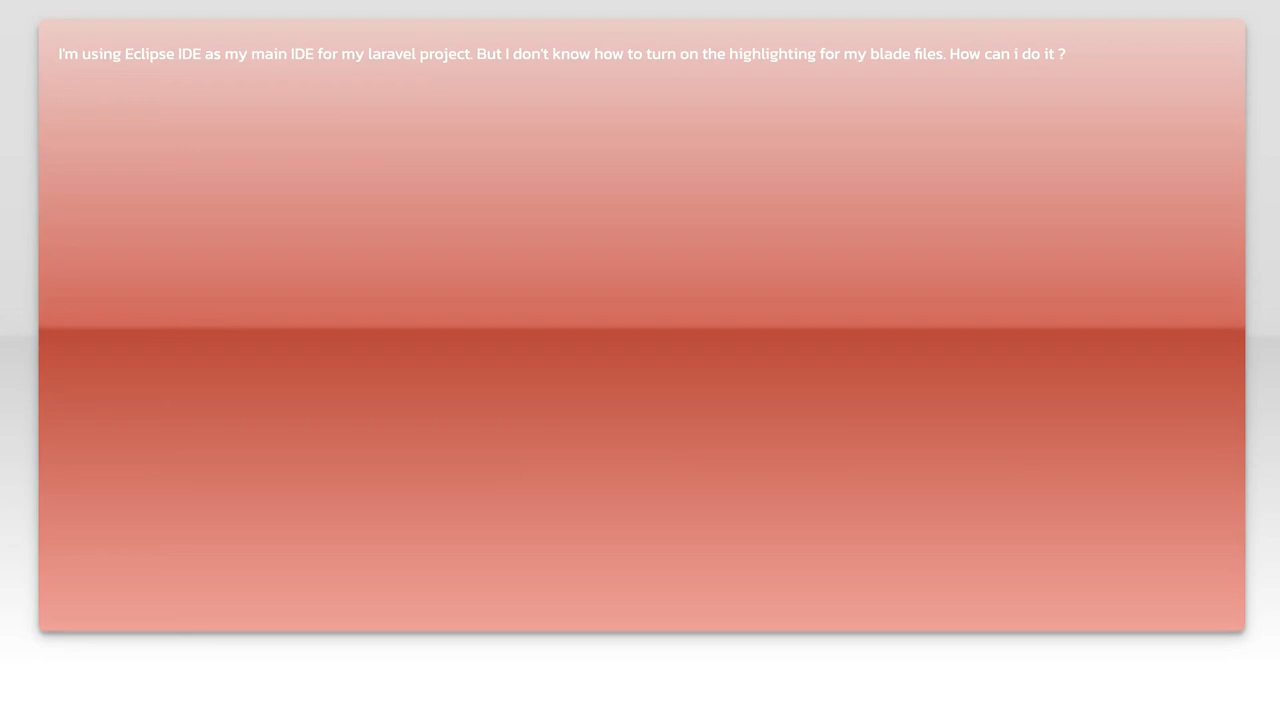 I'm using Eclipse IDE as my main IDE for my laravel project. But I don't know how to turn on the highlighting for my blade files. How can i do it ?